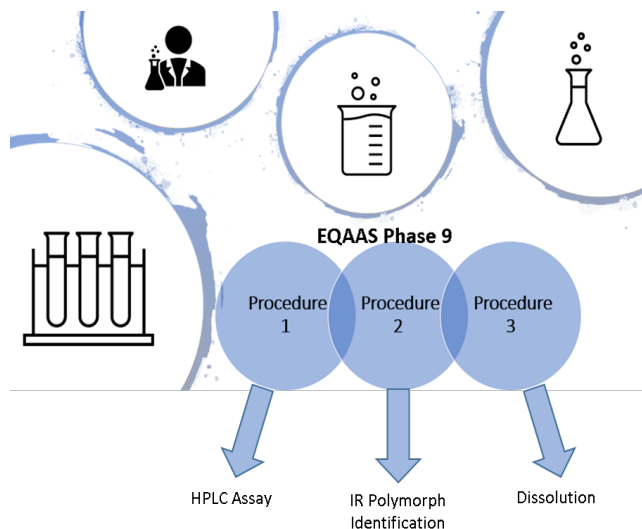 EQAAS Phase 9
Procedure
1
Procedure
2
Procedure
3
HPLC Assay
IR Polymorph
Identification
Dissolution